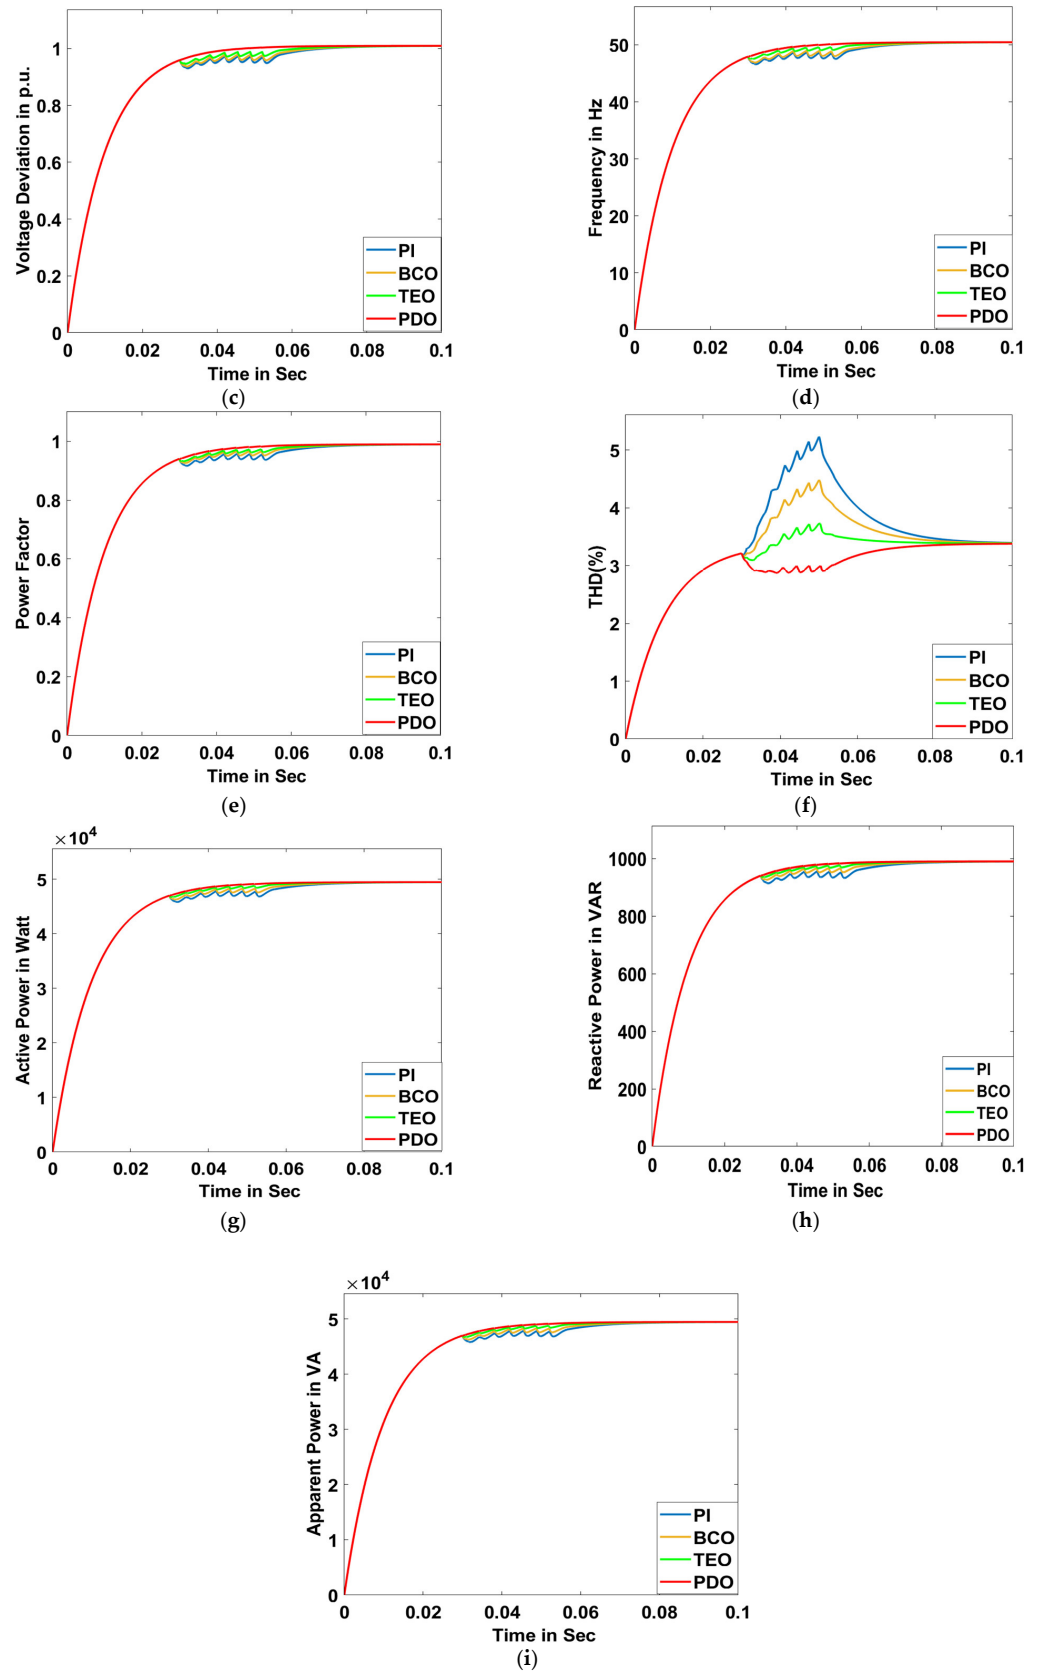 Voltage Deviation in p.u.
1
0.8
0.6
0.4
0.2
0
0 0.02 0.04 0.06 0.08 0.1
Time in Sec
PI
BCO
TEO
PDO
(c)
Frequency in Hz
50
40
30
20
10
0
0 0.02 0.04 0.06 0.08 0.1
Time in Sec
PI
BCO
TEO
PDO
(d)
Power Factor
1
0.8
0.6
0.4
0.2
0
0 0.02 0.04 0.06 0.08 0.1
Time in Sec
PI
BCO
TEO
PDO
(e)
THD(%)
5
4
3
2
1
0
0 0.02 0.04 0.06 0.08 0.1
Time in Sec
PI
BCO
TEO
PDO
(f)
×10⁴
Active Power in Watt
5
4
3
2
1
0
0 0.02 0.04 0.06 0.08 0.1
Time in Sec
PI
BCO
TEO
PDO
(g)
Reactive Power in VAR
1000
800
600
400
200
0
0 0.02 0.04 0.06 0.08 0.1
Time in Sec
PI
BCO
TEO
PDO
(h)
×10⁴
Apparent Power in VA
5
4
3
2
1
0
0 0.02 0.04 0.06 0.08 0.1
Time in Sec
PI
BCO
TEO
PDO
(i)